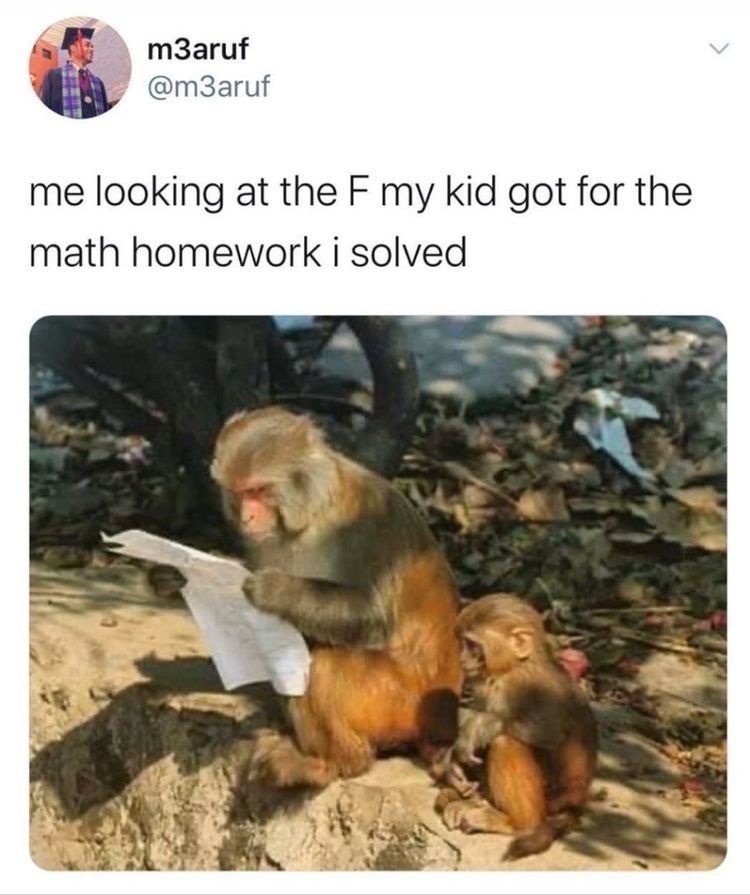 m3aruf
@m3aruf
me looking at the F my kid got for the
math homework i solved